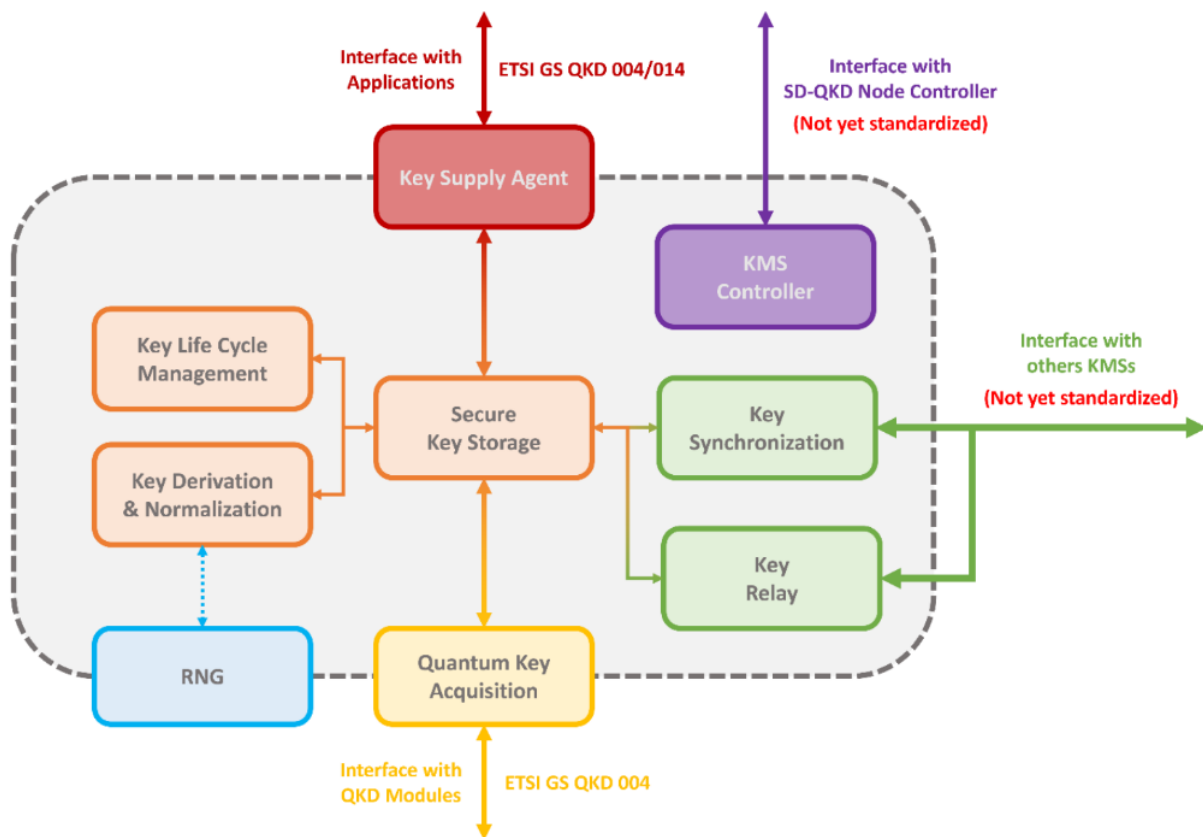 Interface with
Applications
ETSI GS QKD 004/014
Interface with
SD-QKD Node Controller
(Not yet standardized)
Key Supply Agent
KMS
Controller
Key Life Cycle
Management
Interface with
others KMSs
(Not yet standardized)
Secure
Key Storage
Key
Synchronization
Key Derivation
& Normalization
Key
Relay
RNG
Quantum Key
Acquisition
Interface with
QKD Modules
ETSI GS QKD 004